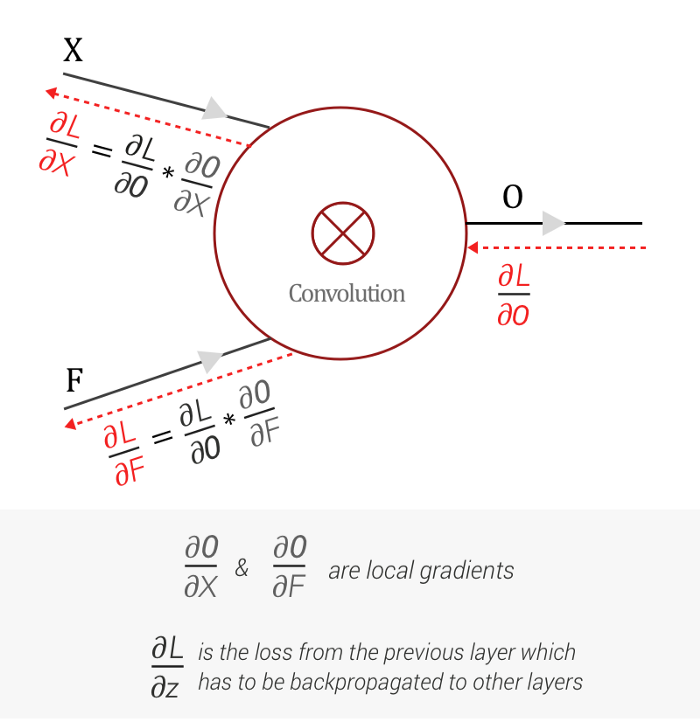 X
∂L/∂X = ∂L/∂O * ∂O/∂X
O
Convolution
∂L/∂O
F
∂L/∂F = ∂L/∂O * ∂O/∂F
∂O/∂X & ∂O/∂F are local gradients
∂L/∂z is the loss from the previous layer which
has to be backpropagated to other layers